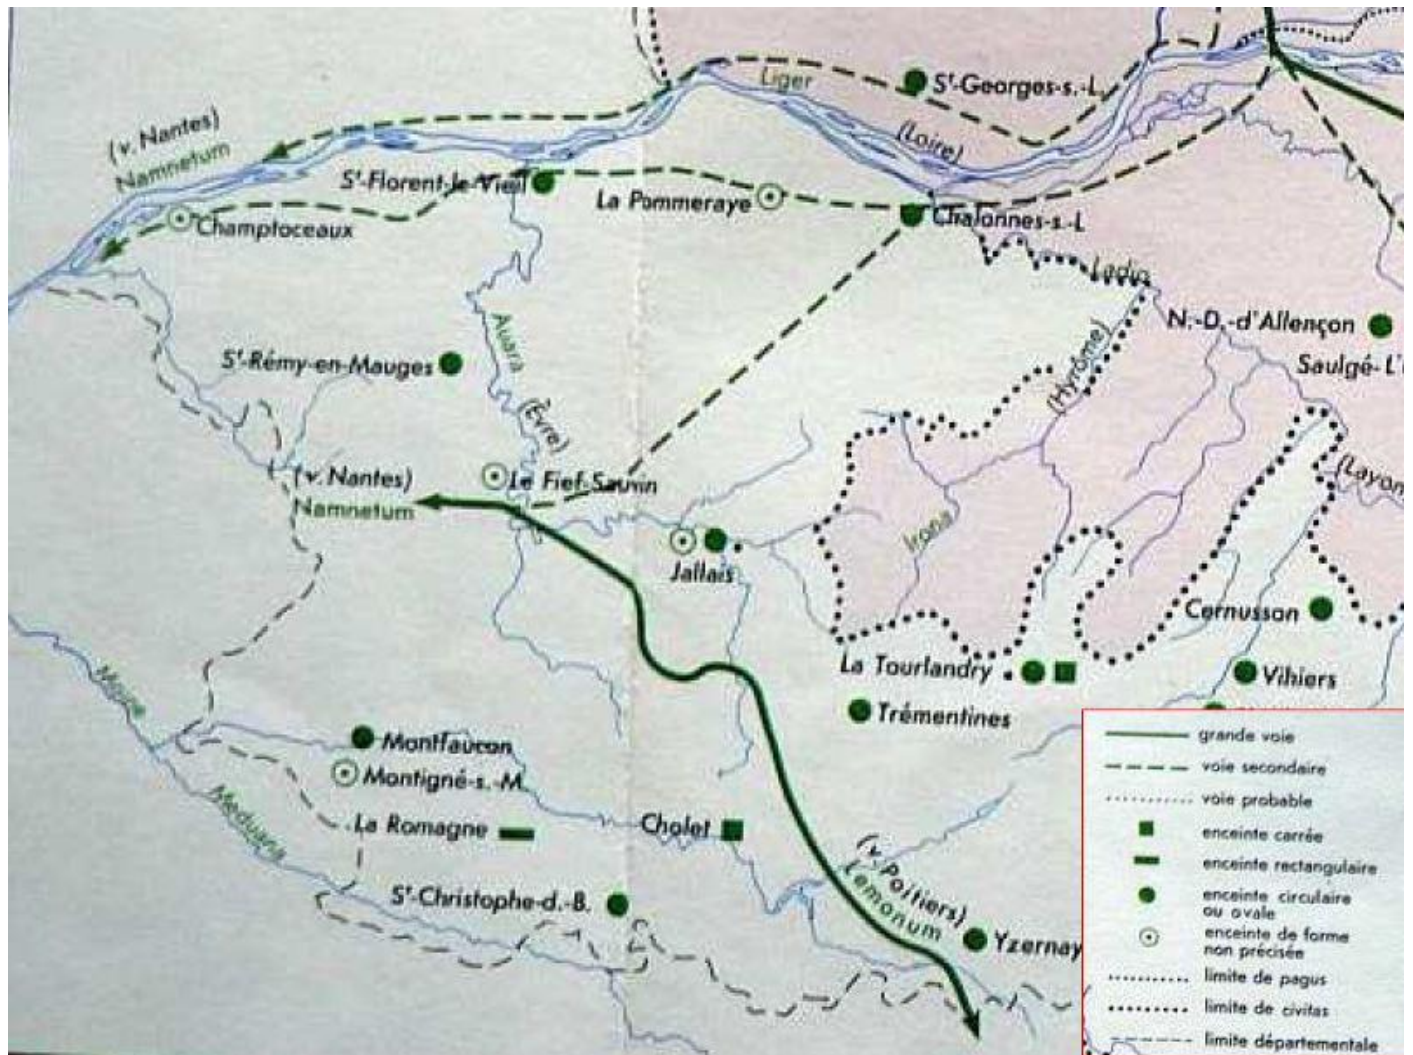 Liger
Sᵗ-Georges-s.-L.
(Loire)
(v. Nantes)
Namnetum
Sᵗ-Florent-le-Vieil
La Pommeraye
Champtoceaux
Chalonnes-s.-L
Ladio
N.-D.-d'Allençon
Saulgé-L'
Auara
(Èvre)
Sᵗ-Rémy-en-Mauges
(Hyrôme)
(Layon
Le Fief-Sauvin
(v. Nantes)
Namnetum
Irona
Jallais
Cernusson
La Tourlandry
Vihiers
Trémentines
Moine
Montfaucon
Montigné-s.-M.
Meduana
La Romagne
Cholet
(v. Poitiers)
Lemonum
Sᵗ-Christophe-d.-B.
Yzernay
grande voie
voie secondaire
voie probable
enceinte carrée
enceinte rectangulaire
enceinte circulaire
ou ovale
enceinte de forme
non précisée
limite de pagus
limite de civitas
limite départementale